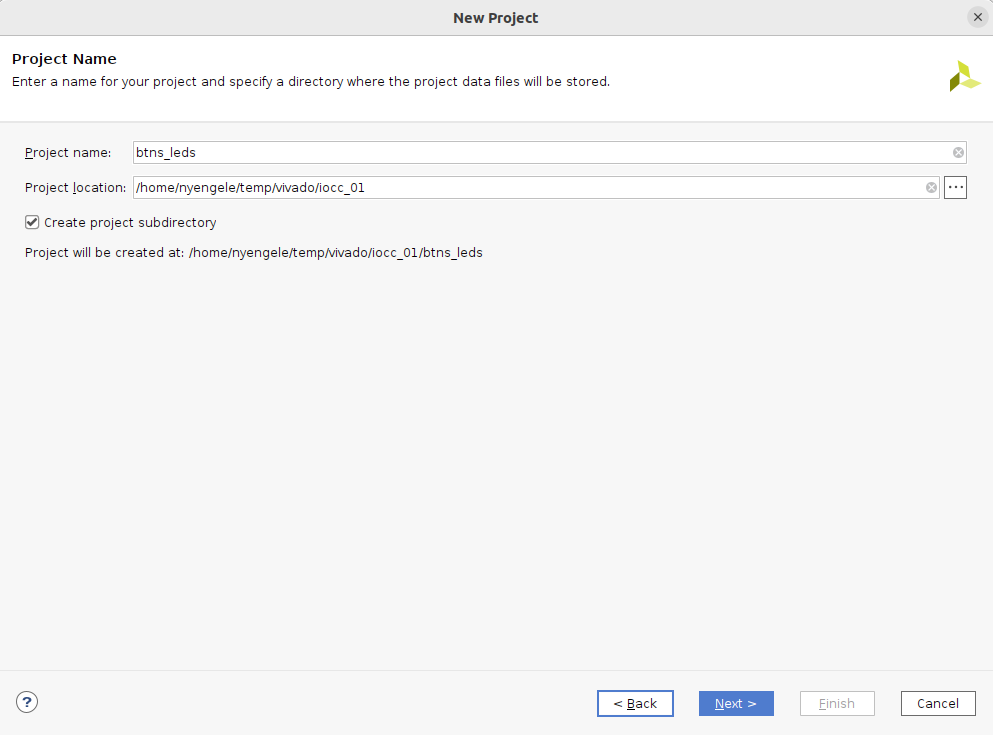 New Project
Project Name
Enter a name for your project and specify a directory where the project data files will be stored.
Project name: btns_leds
Project location: /home/nyengele/temp/vivado/iocc_01 ...
Create project subdirectory
Project will be created at: /home/nyengele/temp/vivado/iocc_01/btns_leds
? < Back Next > Finish Cancel